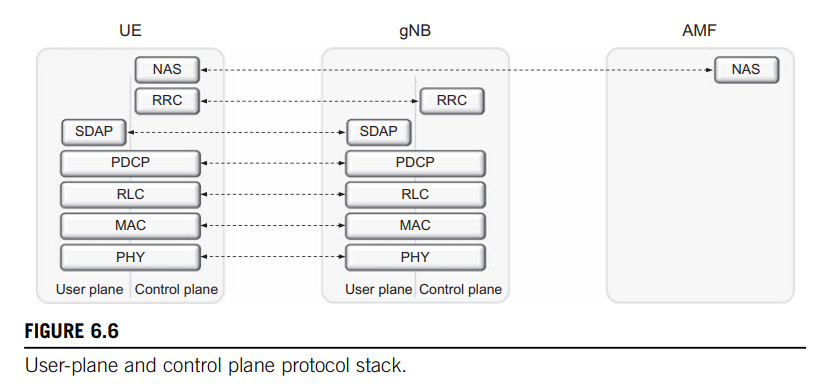 UE gNB AMF
NAS NAS
RRC RRC
SDAP SDAP
PDCP PDCP
RLC RLC
MAC MAC
PHY PHY
User plane Control plane User plane Control plane
FIGURE 6.6
User-plane and control plane protocol stack.